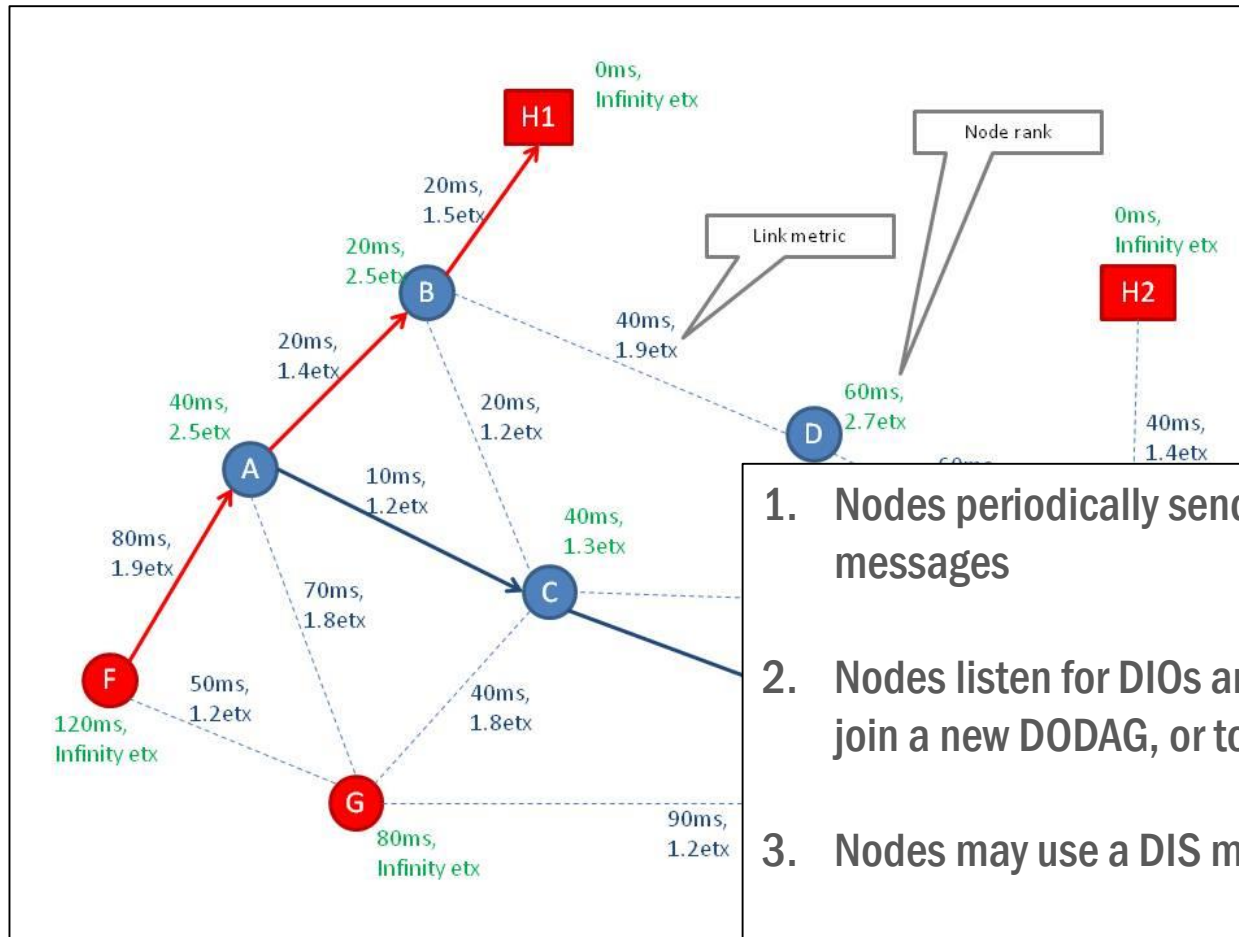 0ms,
Infinity etx
H1
Node rank
20ms,
1.5etx
Link metric
0ms,
Infinity etx
20ms,
2.5etx
B
H2
40ms,
1.9etx
20ms,
1.4etx
40ms,
2.5etx
20ms,
1.2etx
60ms,
2.7etx
D
40ms,
1.4etx
A
10ms,
1.2etx
60ms
40ms,
1.3etx
80ms,
1.9etx
C
70ms,
1.8etx
F
50ms,
1.2etx
40ms,
1.8etx
120ms,
Infinity etx
G
80ms,
Infinity etx
90ms,
1.2etx
1. Nodes periodically send
messages
2. Nodes listen for DIOs
join a new DODAG, or to
3. Nodes may use a DIS